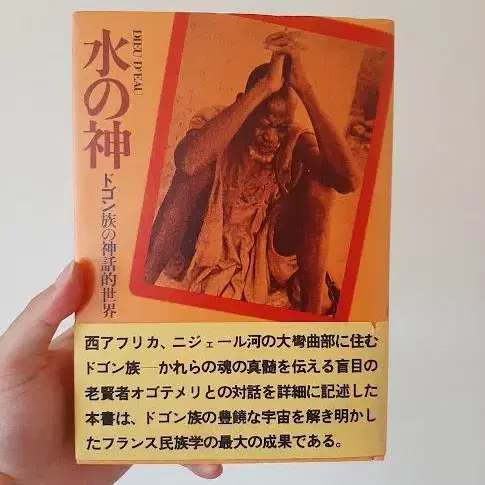 水の神
DIEU D'EAU
ドゴン族の神話的世界
西アフリカ、ニジェール河の大彎曲部に住む
ドゴン族―かれらの魂の真髄を伝える盲目の
老賢者オゴテメリとの対話を詳細に記述した
本書は、ドゴン族の豊饒な宇宙を解き明かし
たフランス民族学の最大の成果である。